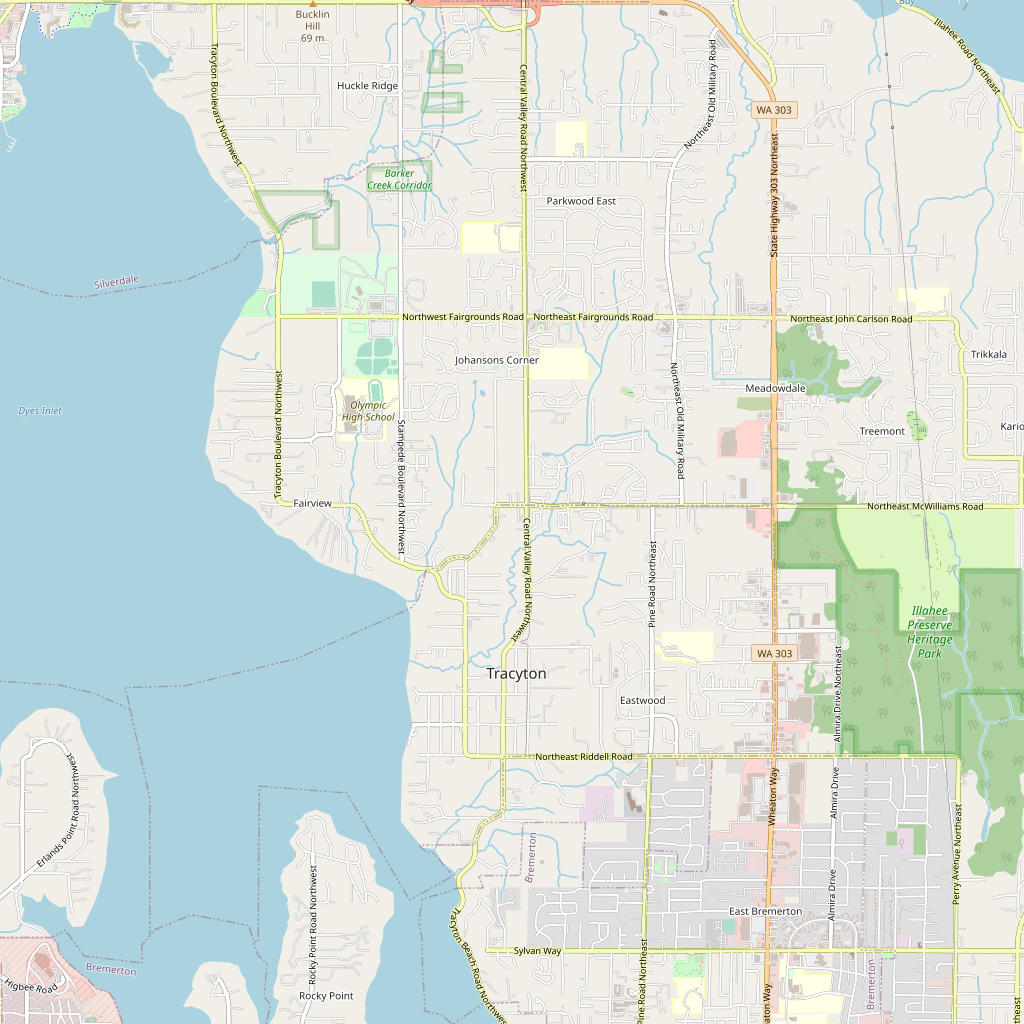 Bucklin
Hill
69 m
Bay
Illahee Road Northeast
Tracyton Boulevard Northwest
Central Valley Road Northwest
Northeast Old Military Road
Huckle Ridge
WA 303
State Highway 303 Northeast
Barker
Creek Corridor
Parkwood East
Silverdale
Northwest Fairgrounds Road
Northeast Fairgrounds Road
Northeast John Carlson Road
Johansons Corner
Trikkala
Meadowdale
Dyes Inlet
Olympic
High School
Tracyton Boulevard Northwest
Stampede Boulevard Northwest
Northeast Old Military Road
Treemont
Kario
Fairview
Northeast McWilliams Road
Central Valley Road Northwest
Pine Road Northeast
Illahee
Preserve
Heritage
Park
WA 303
Tracyton
Almira Drive Northeast
Eastwood
Northeast Riddell Road
Erlands Point Road Northwest
Wheaton Way
Almira Drive
Bremerton
Perry Avenue Northeast
Rocky Point Road Northwest
Almira Drive
East Bremerton
Tracyton Beach Road Northwest
Sylvan Way
Pine Road Northeast
Bremerton
Bremerton
Higbee Road
Rocky Point
aton Way
theast